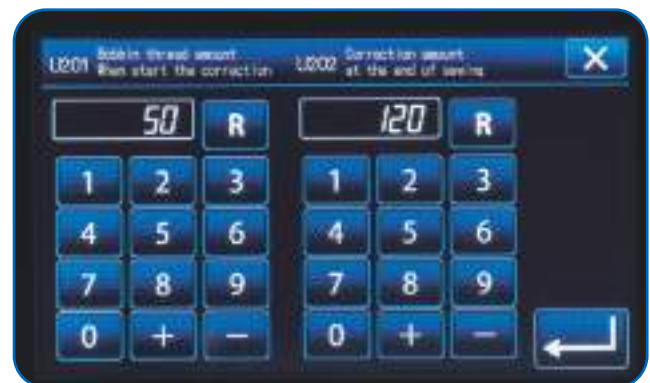 U201 Bobbin thread amount
When start the correction
U202 Correction amount
at the end of sewing
50 R
120 R
1 2 3
1 2 3
4 5 6
4 5 6
7 8 9
7 8 9
0 + −
0 + −